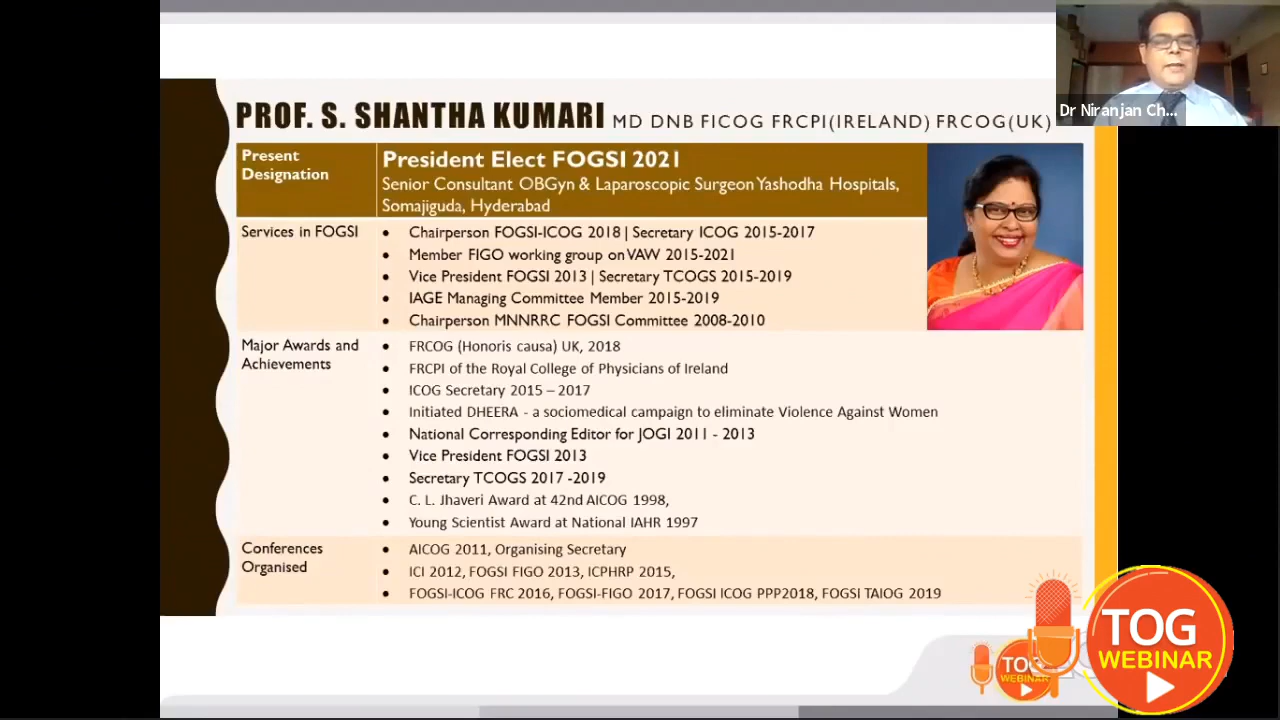 PROF. S. SHANTHA KUMARI MD DNB FICOG FRCPI(IRELAND) FRCOG(UK)
Dr Niranjan Ch...
Present
Designation
President Elect FOGSI 2021
Senior Consultant OBGyn & Laparoscopic Surgeon Yashodha Hospitals,
Somajiguda, Hyderabad
Services in FOGSI
• Chairperson FOGSI-ICOG 2018 | Secretary ICOG 2015-2017
• Member FIGO working group on VAW 2015-2021
• Vice President FOGSI 2013 | Secretary TCOGS 2015-2019
• IAGE Managing Committee Member 2015-2019
• Chairperson MNNRRC FOGSI Committee 2008-2010
Major Awards and
Achievements
• FRCOG (Honoris causa) UK, 2018
• FRCPI of the Royal College of Physicians of Ireland
• ICOG Secretary 2015 – 2017
• Initiated DHEERA - a sociomedical campaign to eliminate Violence Against Women
• National Corresponding Editor for JOGI 2011 - 2013
• Vice President FOGSI 2013
• Secretary TCOGS 2017 -2019
• C. L. Jhaveri Award at 42nd AICOG 1998,
• Young Scientist Award at National IAHR 1997
Conferences
Organised
• AICOG 2011, Organising Secretary
• ICI 2012, FOGSI FIGO 2013, ICPHRP 2015,
• FOGSI-ICOG FRC 2016, FOGSI-FIGO 2017, FOGSI ICOG PPP2018, FOGSI TAIOG 2019
TOG
WEBINAR
TOG
WEBINAR